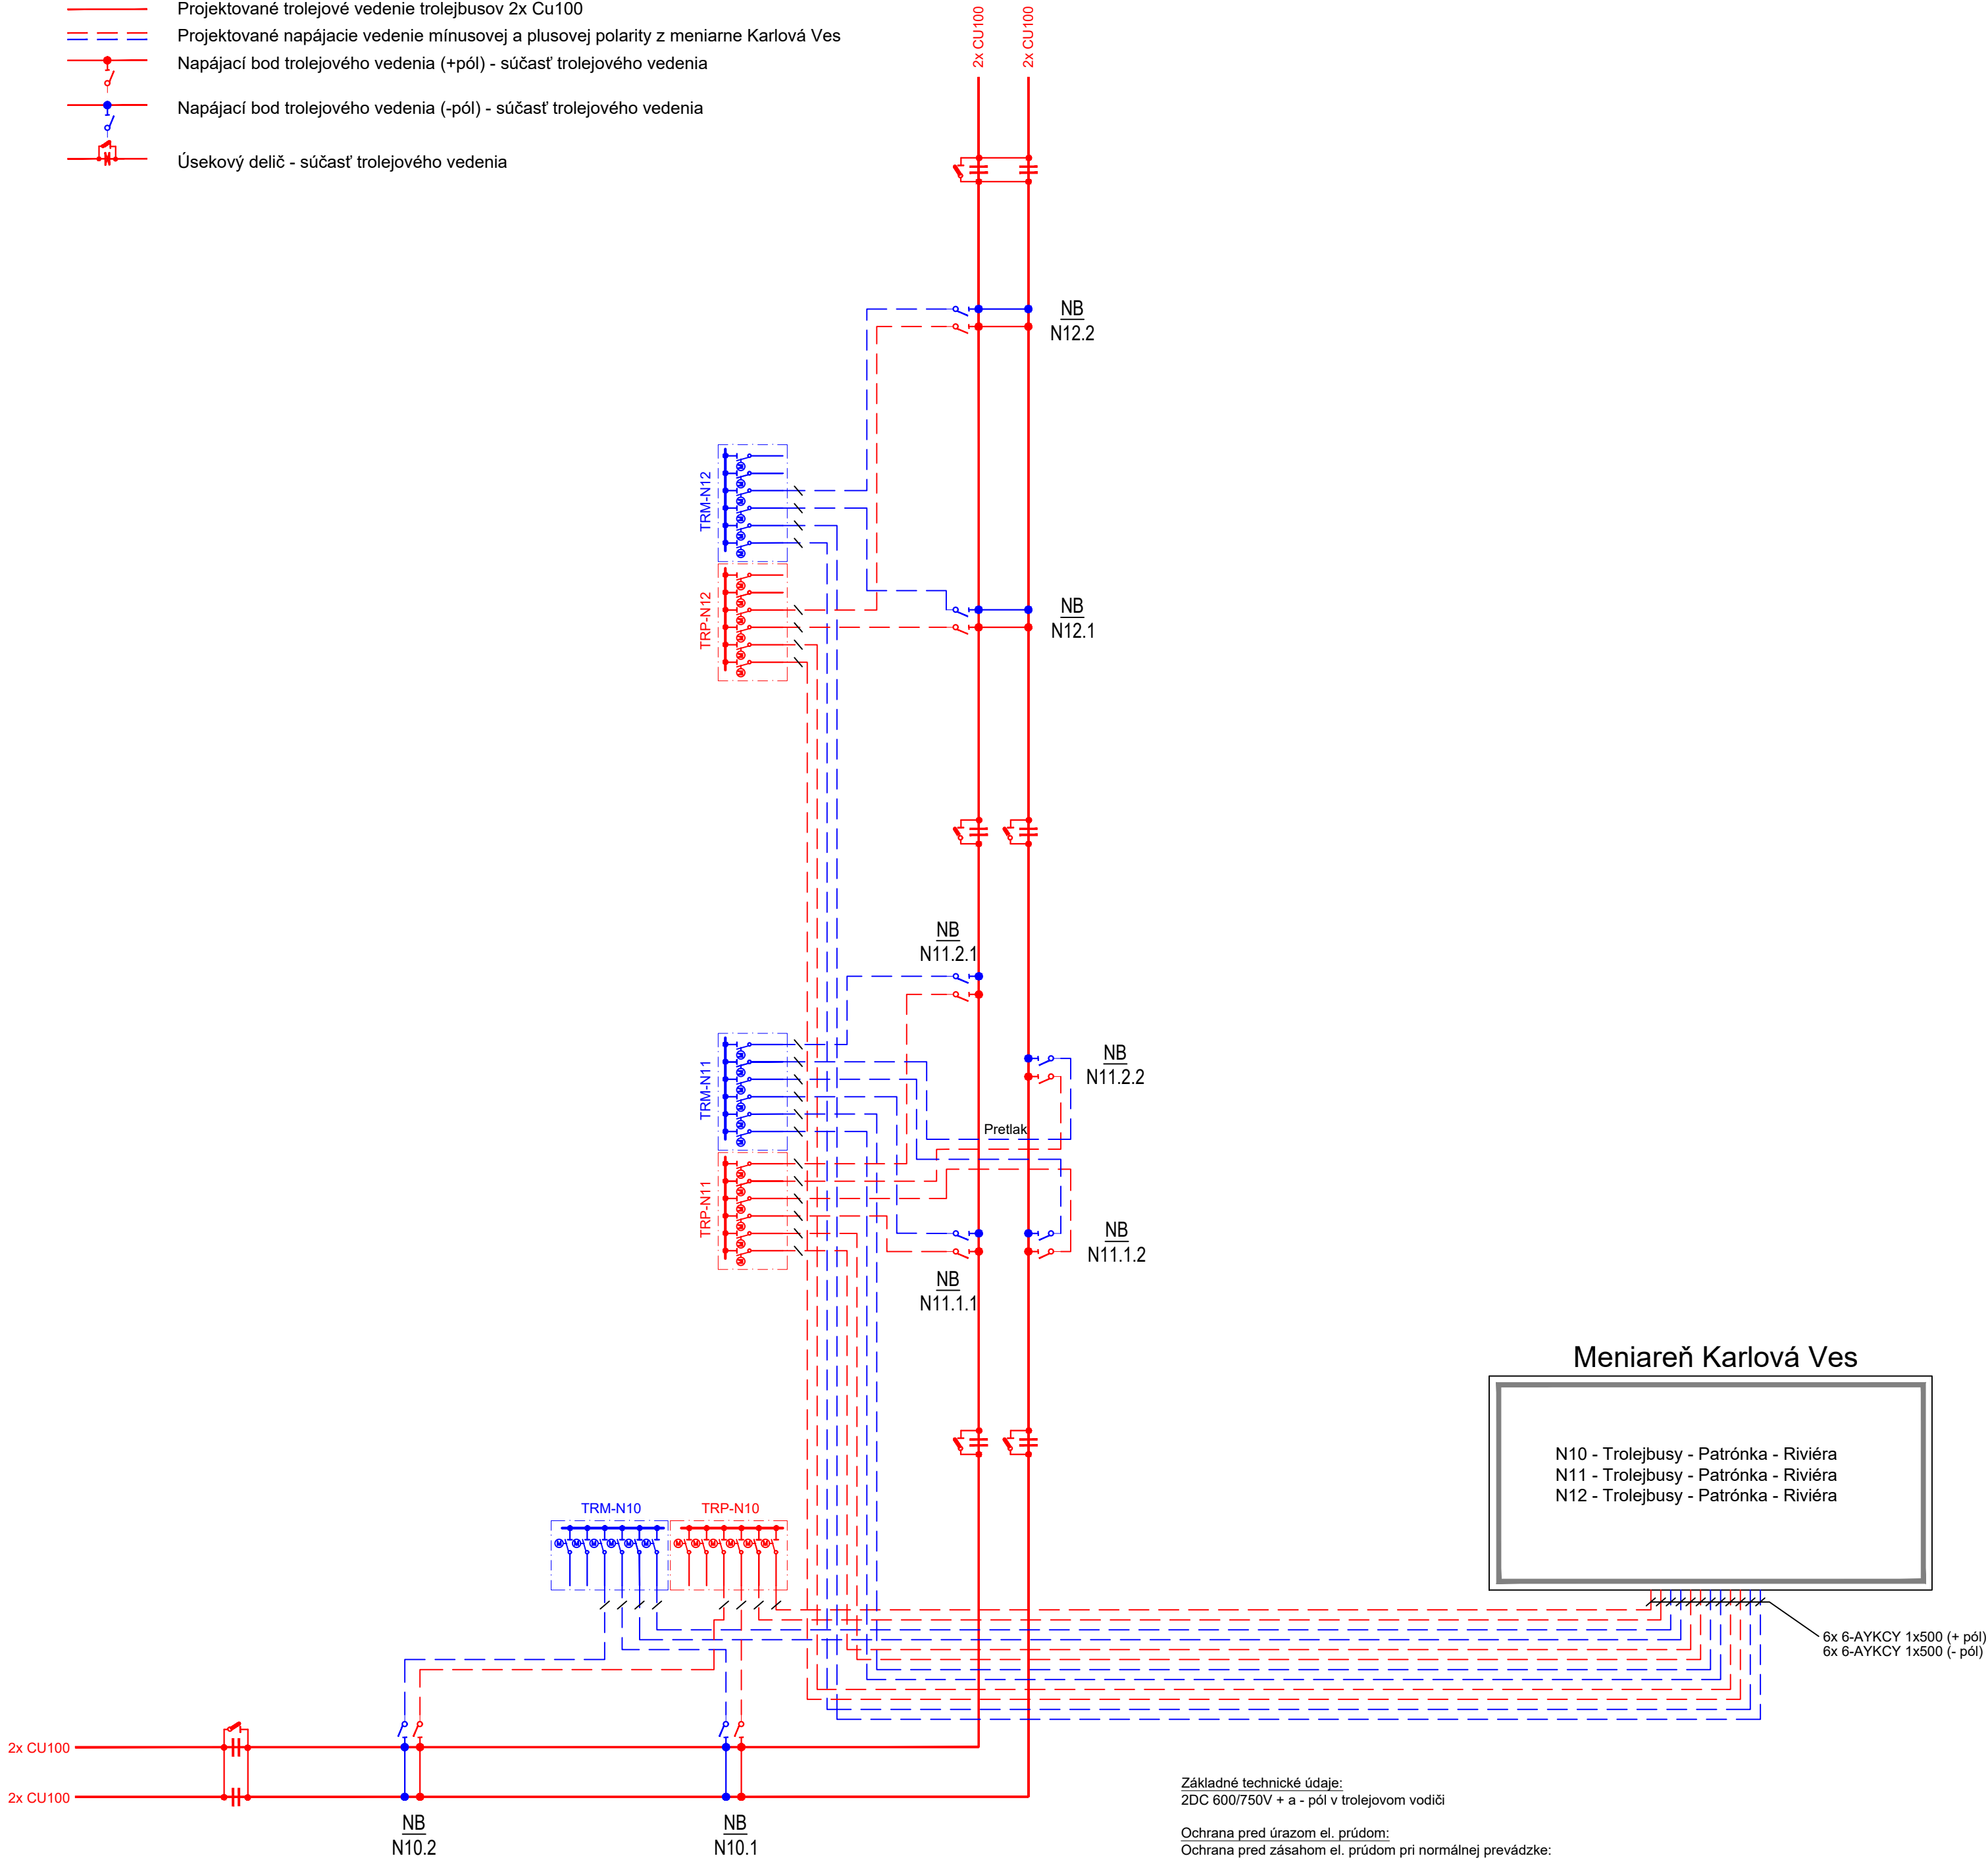 Projektované trolejové vedenie trolejbusov 2x Cu100
Projektované napájacie vedenie mínusovej a plusovej polarity z meniarne Karlová Ves
Napájací bod trolejového vedenia (+pól) - súčasť trolejového vedenia
Napájací bod trolejového vedenia (-pól) - súčasť trolejového vedenia
Úsekový delič - súčasť trolejového vedenia
2x CU100
2x CU100
NB
N12.2
TRM-N12
TRP-N12
NB
N12.1
NB
N11.2.1
NB
N11.2.2
TRM-N11
Pretlak
TRP-N11
NB
N11.1.2
NB
N11.1.1
Meniareň Karlová Ves
N10 - Trolejbusy - Patrónka - Riviéra
N11 - Trolejbusy - Patrónka - Riviéra
N12 - Trolejbusy - Patrónka - Riviéra
TRM-N10
TRP-N10
M M M M M M
M M M M M M
6x 6-AYKCY 1x500 (+ pól)
6x 6-AYKCY 1x500 (- pól)
2x CU100
2x CU100
NB
N10.2
NB
N10.1
Základné technické údaje:
2DC 600/750V + a - pól v trolejovom vodiči
Ochrana pred úrazom el. prúdom:
Ochrana pred zásahom el. prúdom pri normálnej prevádzke: